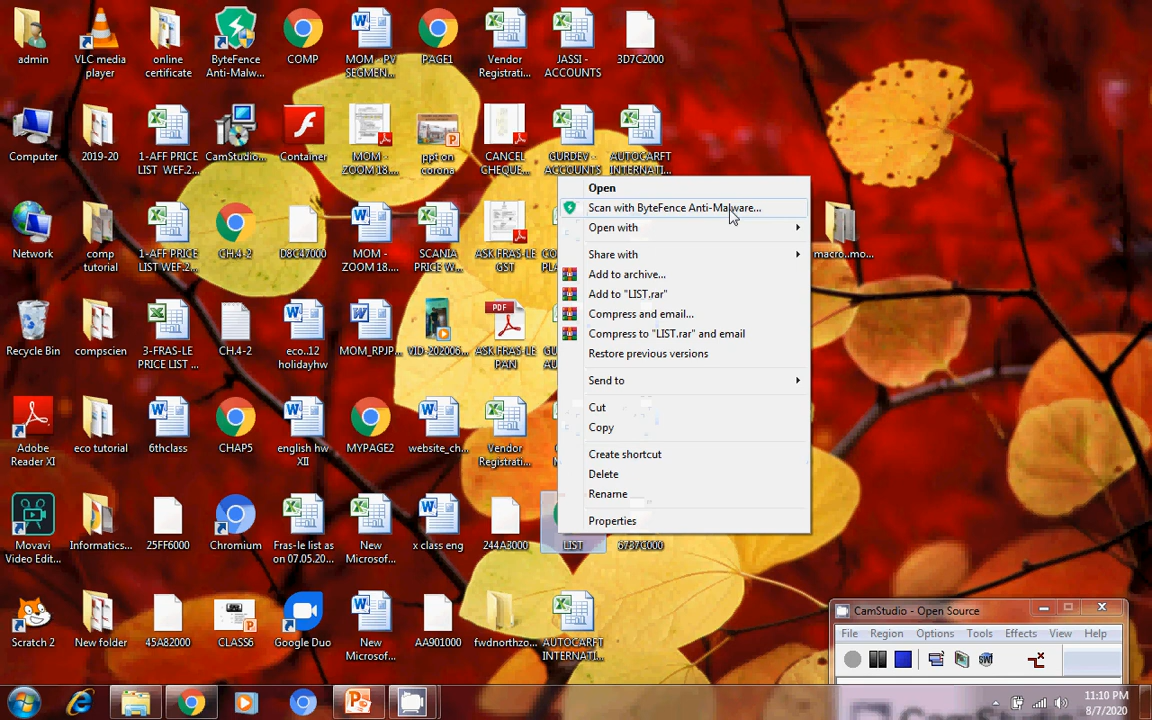 admin
VLC media
player
online
certificate
ByteFence
Anti-Malw...
COMP
MOM - PV
SEGMEN...
PAGE1
Vendor
Registrati...
JASSI -
ACCOUNTS
3D7C2000
Computer
2019-20
1-AFF PRICE
LIST WEF.2...
CamStudio...
Container
MOM -
ZOOM 18....
ppt on
corona
CANCEL
CHEQUE...
GURDEV -
ACCOUNTS
AUTOCARFT
INTERNATI...
Network
comp
tutorial
1-AFF PRICE
LIST WEF.2...
CH.4-2
D8C47000
MOM -
ZOOM 18....
SCANIA
PRICE W...
ASK FRAS-LE
GST
macro..mo...
Recycle Bin
compscien
3-FRAS-LE
PRICE LIST ...
CH.4-2
eco..12
holidayhw
MOM_RPJP...
VID-202006...
ASK FRAS-LE
PAN
Adobe
Reader XI
eco tutorial
6thclass
CHAP5
english hw
XII
MYPAGE2
website_ch...
Vendor
Registrati...
Movavi
Video Edit...
Informatics...
25FF6000
Chromium
Fras-le list as
on 07.05.20...
New
Microsof...
x class eng
244A3000
LIST
6737C000
Scratch 2
New folder
45A82000
CLASS6
Google Duo
New
Microsof...
AA901000
fwdnorthzo...
AUTOCARFT
INTERNATI...
Open
Scan with ByteFence Anti-Malware...
Open with
Share with
Add to archive...
Add to "LIST.rar"
Compress and email...
Compress to "LIST.rar" and email
Restore previous versions
Send to
Cut
Copy
Create shortcut
Delete
Rename
Properties
CamStudio - Open Source
File Region Options Tools Effects View Help
11:10 PM
8/7/2020